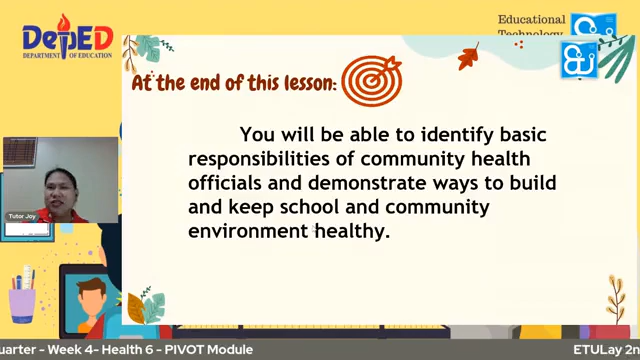 DepED
DEPARTMENT OF EDUCATION
Educational
Technology
At the end of this lesson:
You will be able to identify basic
responsibilities of community health
officials and demonstrate ways to build
and keep school and community
environment healthy.
Tutor Joy
uarter - Week 4- Health 6 - PIVOT Module
ETULay 2n